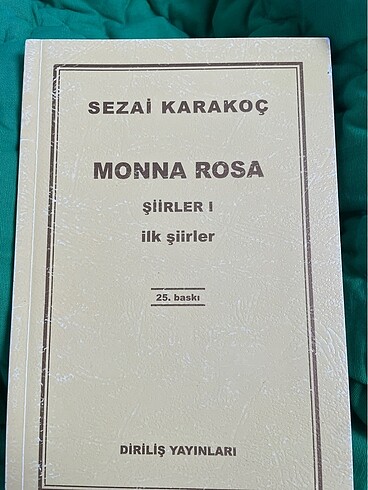 SEZAİ KARAKOÇ
MONNA ROSA
ŞİİRLER I
ilk şiirler
25. baskı
DİRİLİŞ YAYINLARI